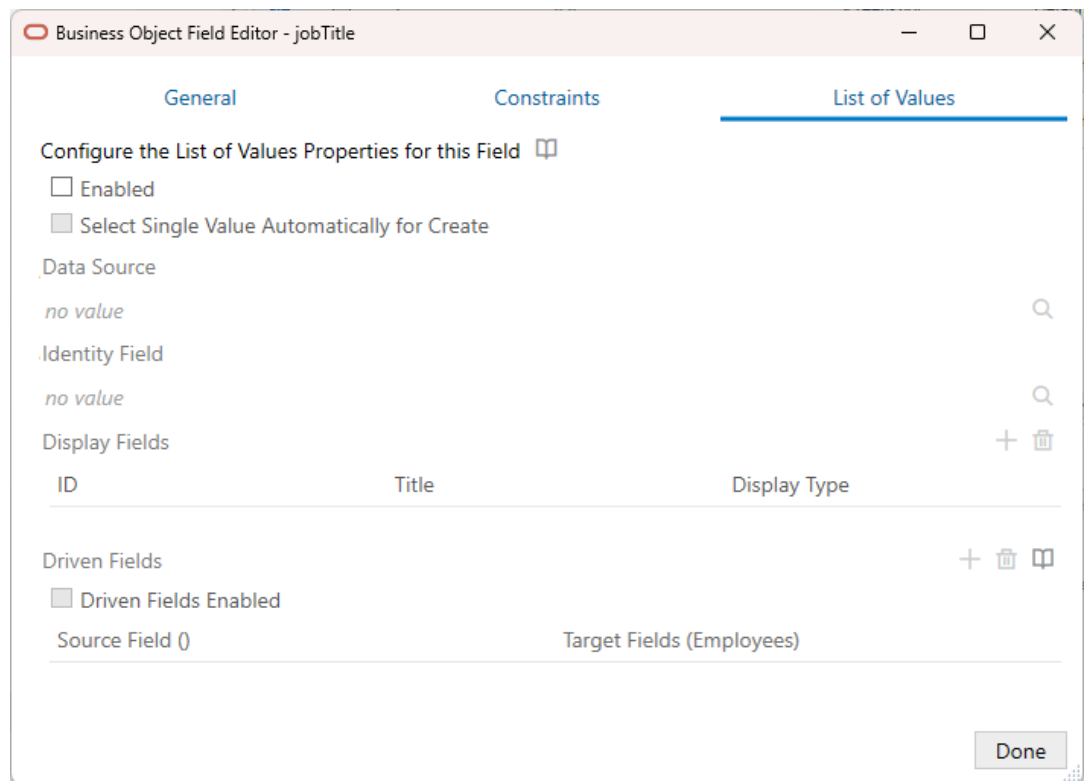 Business Object Field Editor - jobTitle
General Constraints List of Values
Configure the List of Values Properties for this Field
Enabled
Select Single Value Automatically for Create
Data Source
no value
Identity Field
no value
Display Fields
ID Title Display Type
Driven Fields
Driven Fields Enabled
Source Field () Target Fields (Employees)
Done